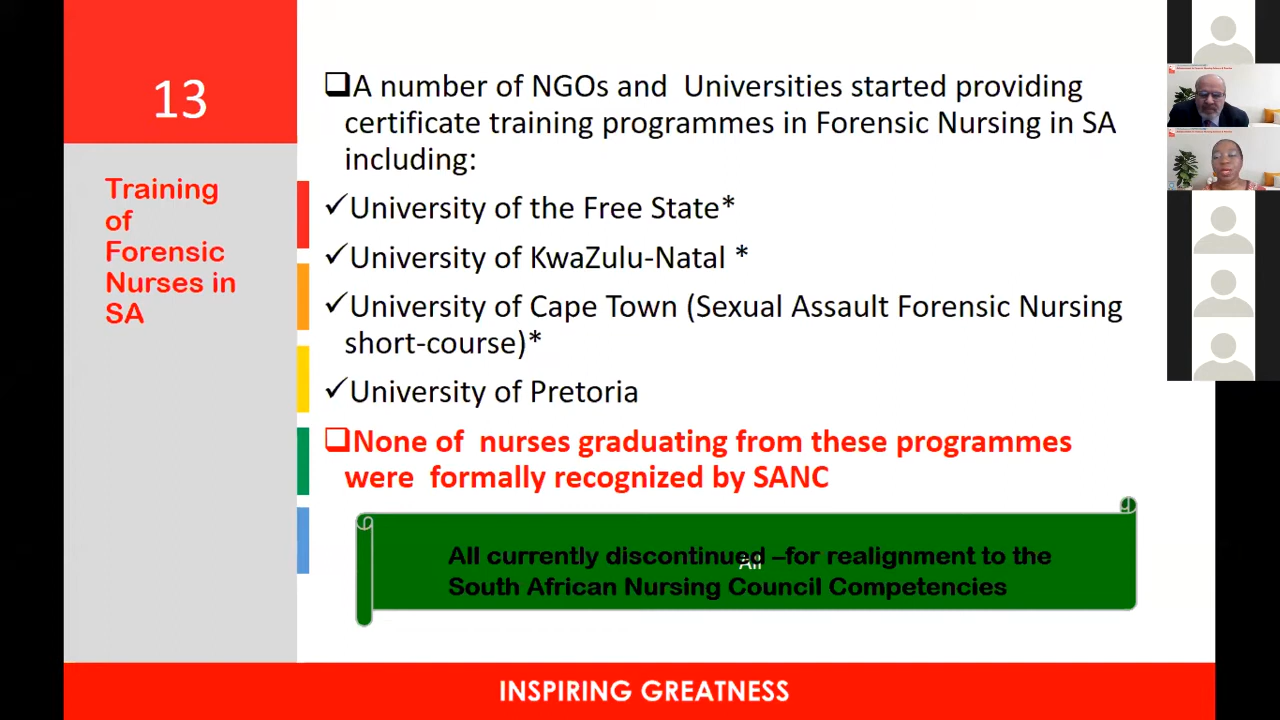 13
Training
of
Forensic
Nurses in
SA
❑A number of NGOs and Universities started providing
certificate training programmes in Forensic Nursing in SA
including:
✓University of the Free State*
✓University of KwaZulu-Natal *
✓University of Cape Town (Sexual Assault Forensic Nursing
short-course)*
✓University of Pretoria
❑None of nurses graduating from these programmes
were formally recognized by SANC
All currently discontinued –for realignment to the
All
South African Nursing Council Competencies
INSPIRING GREATNESS